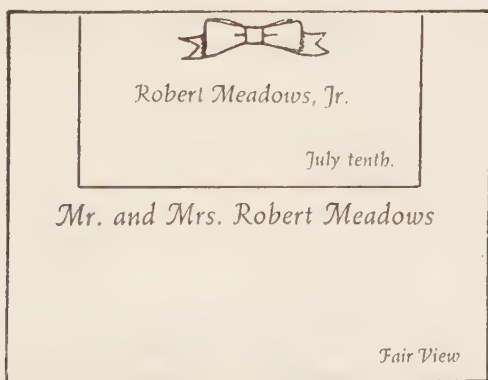 Robert Meadows, Jr.
July tenth.
Mr. and Mrs. Robert Meadows
Fair View